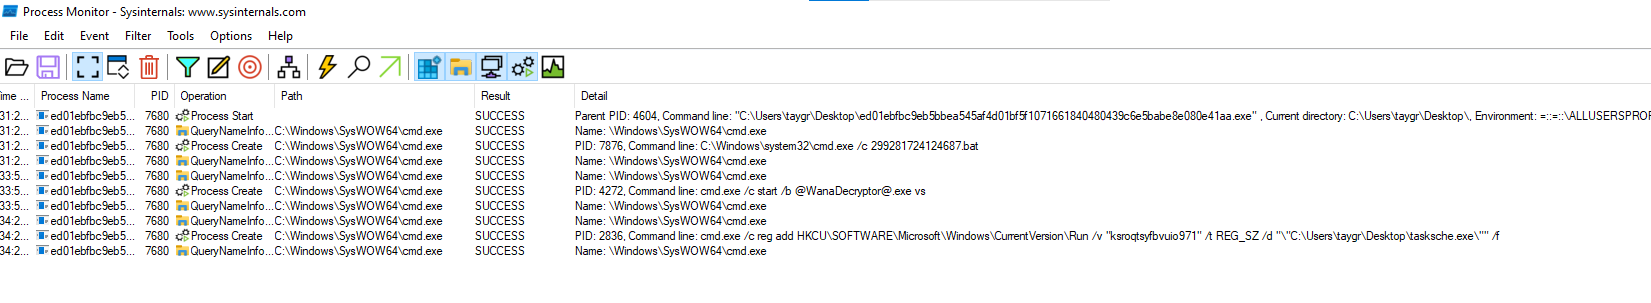 Process Monitor - Sysinternals: www.sysinternals.com
File Edit Event Filter Tools Options Help
Time ... Process Name PID Operation Path Result Detail
31:2... ed01ebfbc9eb5... 7680 Process Start SUCCESS Parent PID: 4604, Command line: "C:\Users\taygr\Desktop\ed01ebfbc9eb5bbea545af4d01bf5f1071661840480439c6e5babe8e080e41aa.exe" , Current directory: C:\Users\taygr\Desktop\, Environment: =::=::\ALLUSERSPROF
31:2... ed01ebfbc9eb5... 7680 QueryNameInfo... C:\Windows\SysWOW64\cmd.exe SUCCESS Name: \Windows\SysWOW64\cmd.exe
31:2... ed01ebfbc9eb5... 7680 Process Create C:\Windows\SysWOW64\cmd.exe SUCCESS PID: 7876, Command line: C:\Windows\system32\cmd.exe /c 299281724124687.bat
31:2... ed01ebfbc9eb5... 7680 QueryNameInfo... C:\Windows\SysWOW64\cmd.exe SUCCESS Name: \Windows\SysWOW64\cmd.exe
33:5... ed01ebfbc9eb5... 7680 QueryNameInfo... C:\Windows\SysWOW64\cmd.exe SUCCESS Name: \Windows\SysWOW64\cmd.exe
33:5... ed01ebfbc9eb5... 7680 Process Create C:\Windows\SysWOW64\cmd.exe SUCCESS PID: 4272, Command line: cmd.exe /c start /b @WanaDecryptor@.exe vs
33:5... ed01ebfbc9eb5... 7680 QueryNameInfo... C:\Windows\SysWOW64\cmd.exe SUCCESS Name: \Windows\SysWOW64\cmd.exe
34:2... ed01ebfbc9eb5... 7680 QueryNameInfo... C:\Windows\SysWOW64\cmd.exe SUCCESS Name: \Windows\SysWOW64\cmd.exe
34:2... ed01ebfbc9eb5... 7680 Process Create C:\Windows\SysWOW64\cmd.exe SUCCESS PID: 2836, Command line: cmd.exe /c reg add HKCU\SOFTWARE\Microsoft\Windows\CurrentVersion\Run /v "ksroqtsyfbvuio971" /t REG_SZ /d "\"C:\Users\taygr\Desktop\tasksche.exe\"" /f
34:2... ed01ebfbc9eb5... 7680 QueryNameInfo... C:\Windows\SysWOW64\cmd.exe SUCCESS Name: \Windows\SysWOW64\cmd.exe